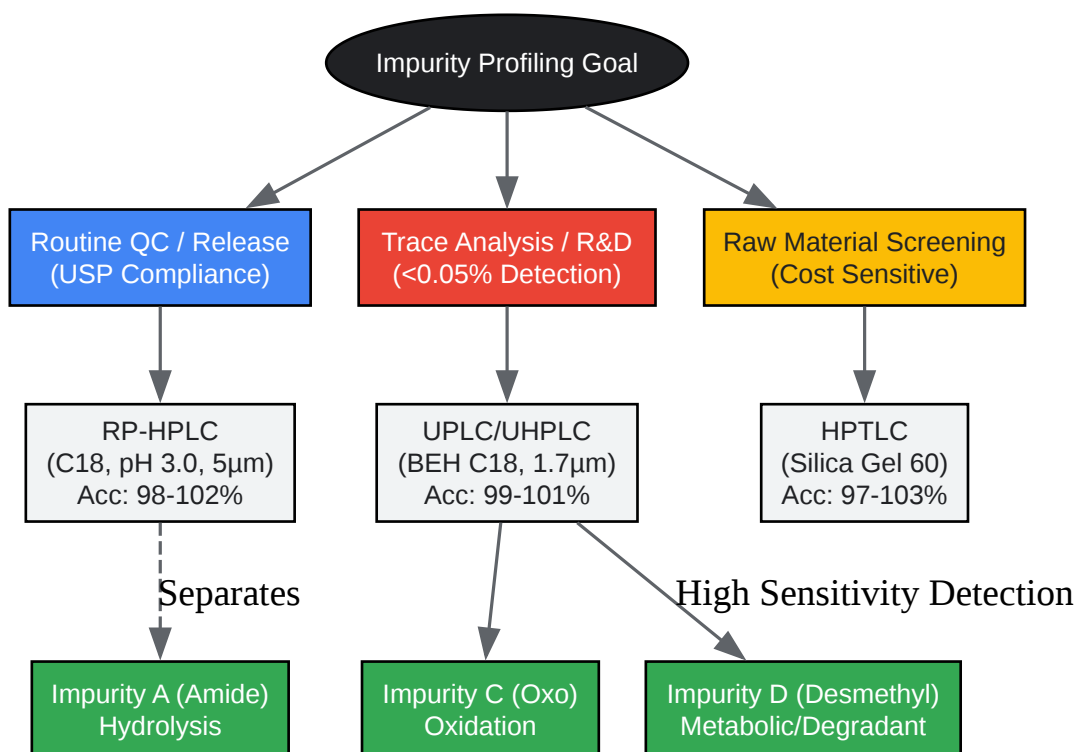 Impurity Profiling Goal
Routine QC / Release
(USP Compliance)
Trace Analysis / R&D
(<0.05% Detection)
Raw Material Screening
(Cost Sensitive)
RP-HPLC
(C18, pH 3.0, 5µm)
Acc: 98-102%
UPLC/UHPLC
(BEH C18, 1.7µm)
Acc: 99-101%
HPTLC
(Silica Gel 60)
Acc: 97-103%
Separates
High Sensitivity Detection
Impurity A (Amide)
Hydrolysis
Impurity C (Oxo)
Oxidation
Impurity D (Desmethyl)
Metabolic/Degradant